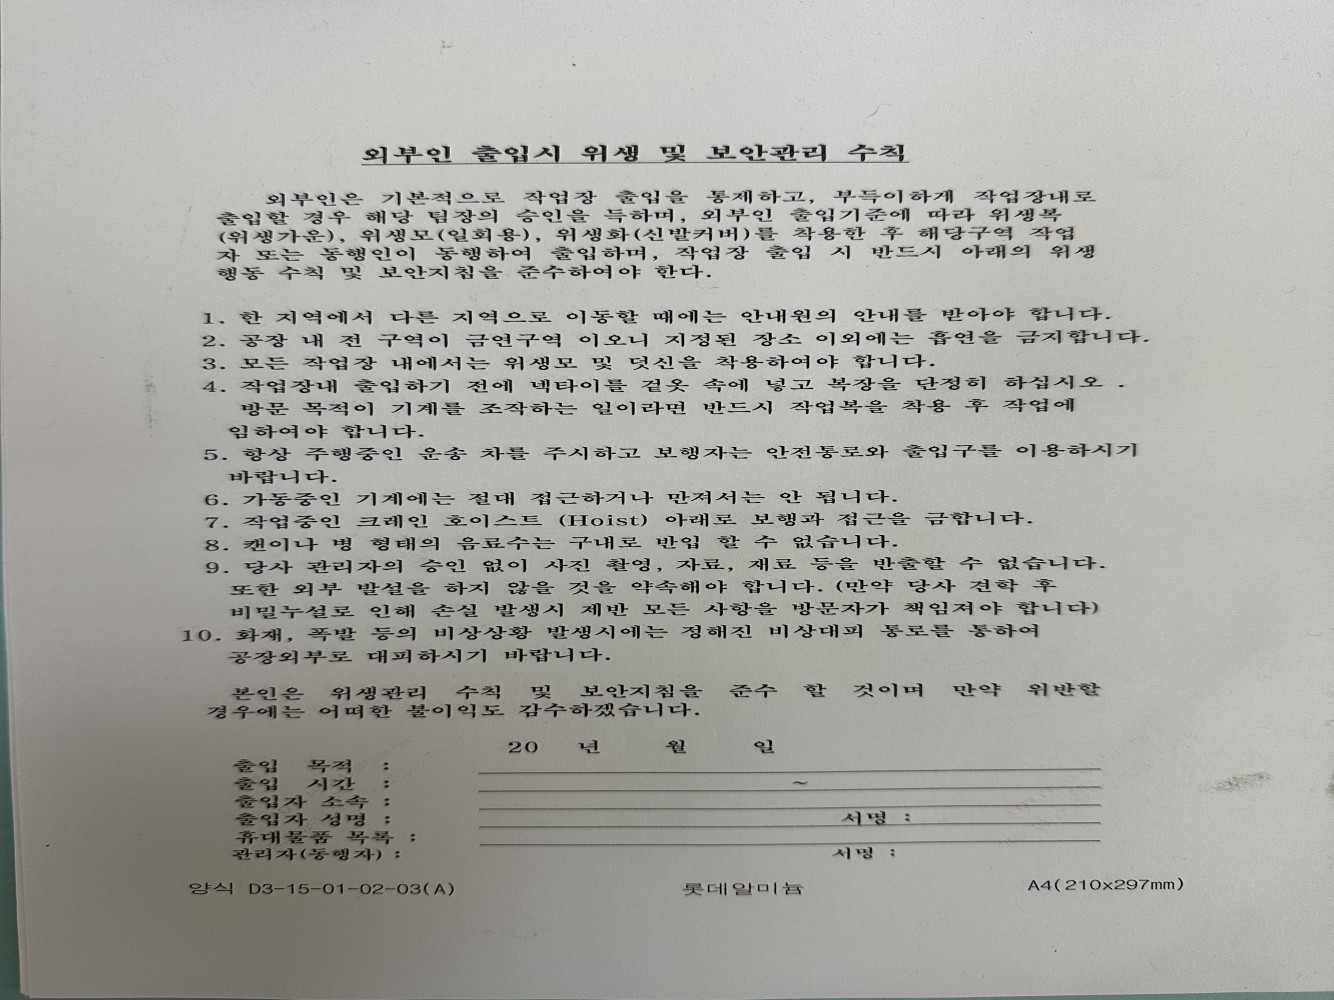 외부인 출입시 위생 및 보안관리 수칙
외부인은 기본적으로 작업장 출입을 통제하고, 부득이하게 작업장내로
출입할 경우 해당 팀장의 승인을 득하며, 외부인 출입기준에 따라 위생복
(위생가운), 위생모(일회용), 위생화(신발커버)를 착용한 후 해당구역 작업
자 또는 동행인이 동행하여 출입하며, 작업장 출입 시 반드시 아래의 위생
행동 수칙 및 보안지침을 준수하여야 한다.
1. 한 지역에서 다른 지역으로 이동할 때에는 안내원의 안내를 받아야 합니다.
2. 공장 내 전 구역이 금연구역 이오니 지정된 장소 이외에는 흡연을 금지합니다.
3. 모든 작업장 내에서는 위생모 및 덧신을 착용하여야 합니다.
4. 작업장내 출입하기 전에 넥타이를 겉옷 속에 넣고 복장을 단정히 하십시오 .
방문 목적이 기계를 조작하는 일이라면 반드시 작업복을 착용 후 작업에
임하여야 합니다.
5. 항상 주행중인 운송 차를 주시하고 보행자는 안전통로와 출입구를 이용하시기
바랍니다.
6. 가동중인 기계에는 절대 접근하거나 만져서는 안 됩니다.
7. 작업중인 크레인 호이스트 (Hoist) 아래로 보행과 접근을 금합니다.
8. 캔이나 병 형태의 음료수는 구내로 반입 할 수 없습니다.
9. 당사 관리자의 승인 없이 사진 촬영, 자료, 재료 등을 반출할 수 없습니다.
또한 외부 발설을 하지 않을 것을 약속해야 합니다. (만약 당사 견학 후
비밀누설로 인해 손실 발생시 제반 모든 사항을 방문자가 책임져야 합니다)
10. 화재, 폭발 등의 비상상황 발생시에는 정해진 비상대피 통로를 통하여
공장외부로 대피하시기 바랍니다.
본인은 위생관리 수칙 및 보안지침을 준수 할 것이며 만약 위반할
경우에는 어떠한 불이익도 감수하겠습니다.
20 년 월 일
출입 목적 :
출입 시간 : ~
출입자 소속 :
출입자 성명 : 서명 :
휴대물품 목록 :
관리자(동행자) : 서명 :
양식 D3-15-01-02-03(A) 롯데알미늄 A4(210x297mm)